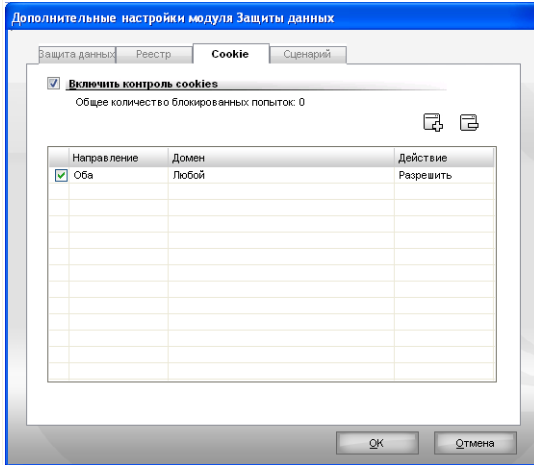 Дополнительные настройки модуля Защиты данных
Защита данных Реестр Cookie Сценарий
Включить контроль cookies
Общее количество блокированных попыток: 0
Направление Домен Действие
Оба Любой Разрешить
OK Отмена